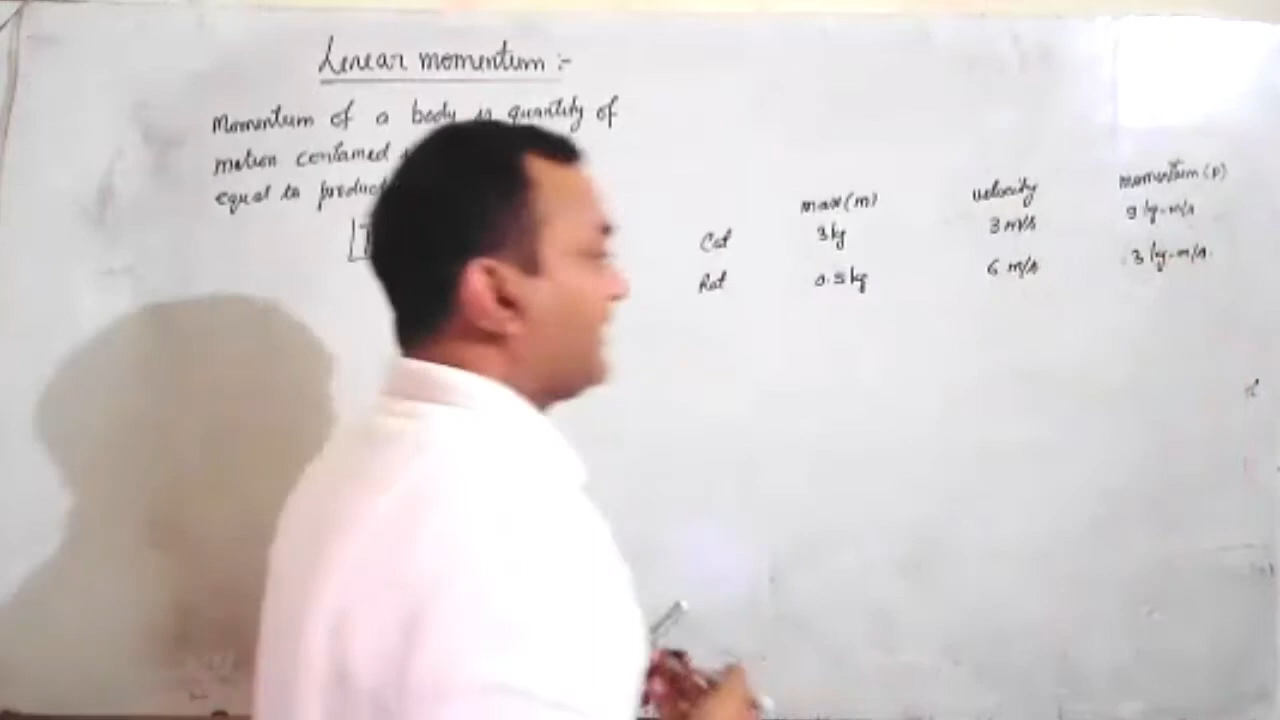 Linear momentum :-
Momentum of a body is quantity of
motion contained
equal to product
mass (m) velocity momentum (P)
Cat 3 kg 3 m/s 9 kg-m/s
Rat 0.5 kg 6 m/s 3 kg-m/s